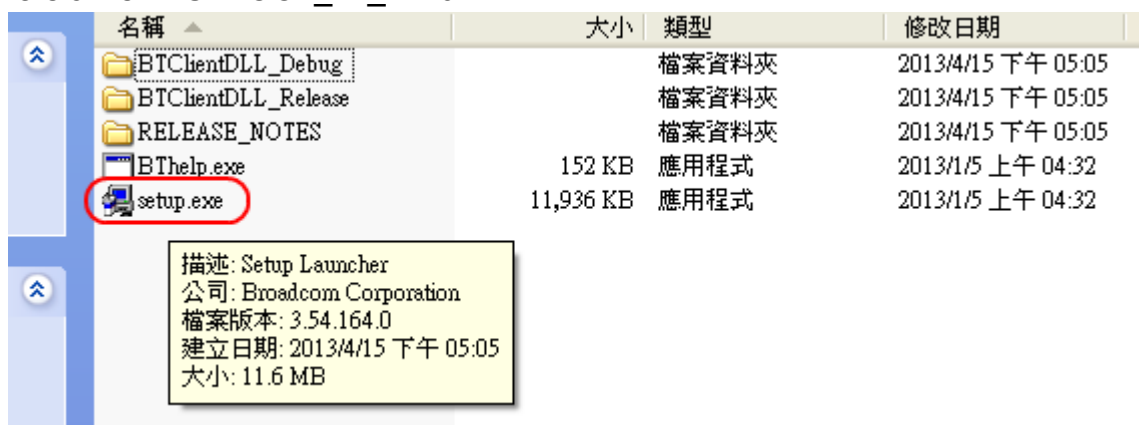 名稱 大小 類型 修改日期
BTClientDLL_Debug 檔案資料夾 2013/4/15 下午 05:05
BTClientDLL_Release 檔案資料夾 2013/4/15 下午 05:05
RELEASE_NOTES 檔案資料夾 2013/4/15 下午 05:05
BThelp.exe 152 KB 應用程式 2013/1/5 上午 04:32
setup.exe 11,936 KB 應用程式 2013/1/5 上午 04:32
描述: Setup Launcher
公司: Broadcom Corporation
檔案版本: 3.54.164.0
建立日期: 2013/4/15 下午 05:05
大小: 11.6 MB